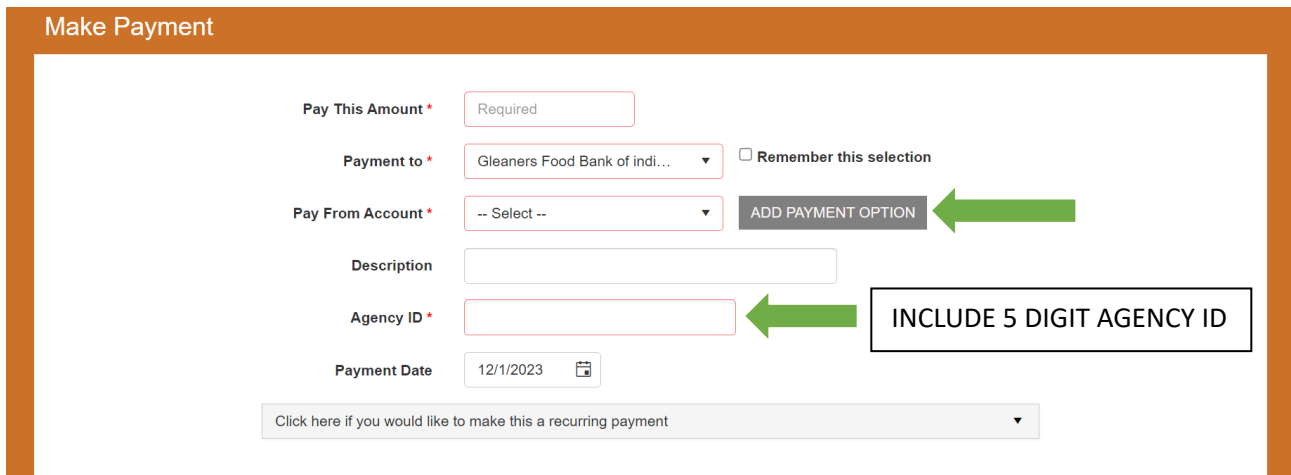 Make Payment
Pay This Amount * Required
Payment to * Gleaners Food Bank of indi... Remember this selection
Pay From Account * -- Select -- ADD PAYMENT OPTION
Description
Agency ID * INCLUDE 5 DIGIT AGENCY ID
Payment Date 12/1/2023
Click here if you would like to make this a recurring payment